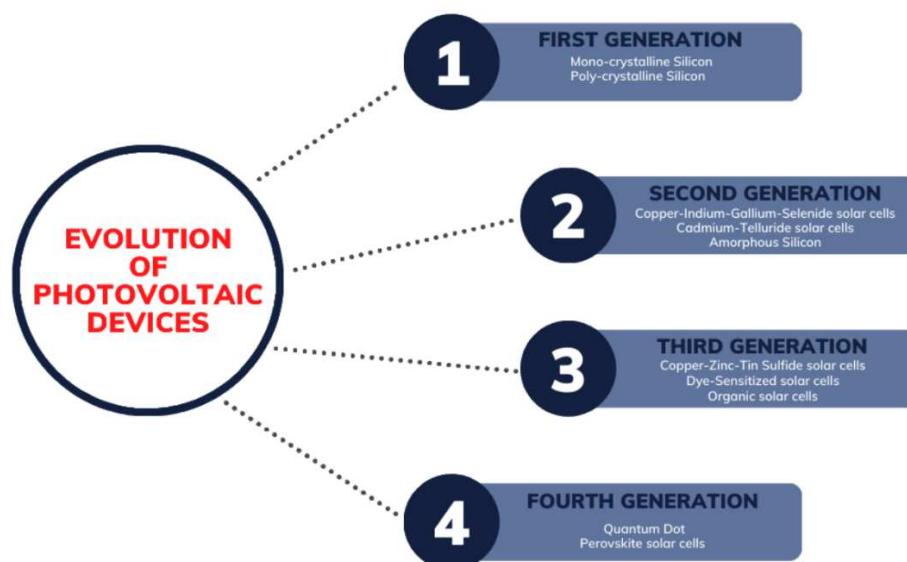 EVOLUTION
OF
PHOTOVOLTAIC
DEVICES
1
FIRST GENERATION
Mono-crystalline Silicon
Poly-crystalline Silicon
2
SECOND GENERATION
Copper-Indium-Gallium-Selenide solar cells
Cadmium-Telluride solar cells
Amorphous Silicon
3
THIRD GENERATION
Copper-Zinc-Tin Sulfide solar cells
Dye-Sensitized solar cells
Organic solar cells
4
FOURTH GENERATION
Quantum Dot
Perovskite solar cells